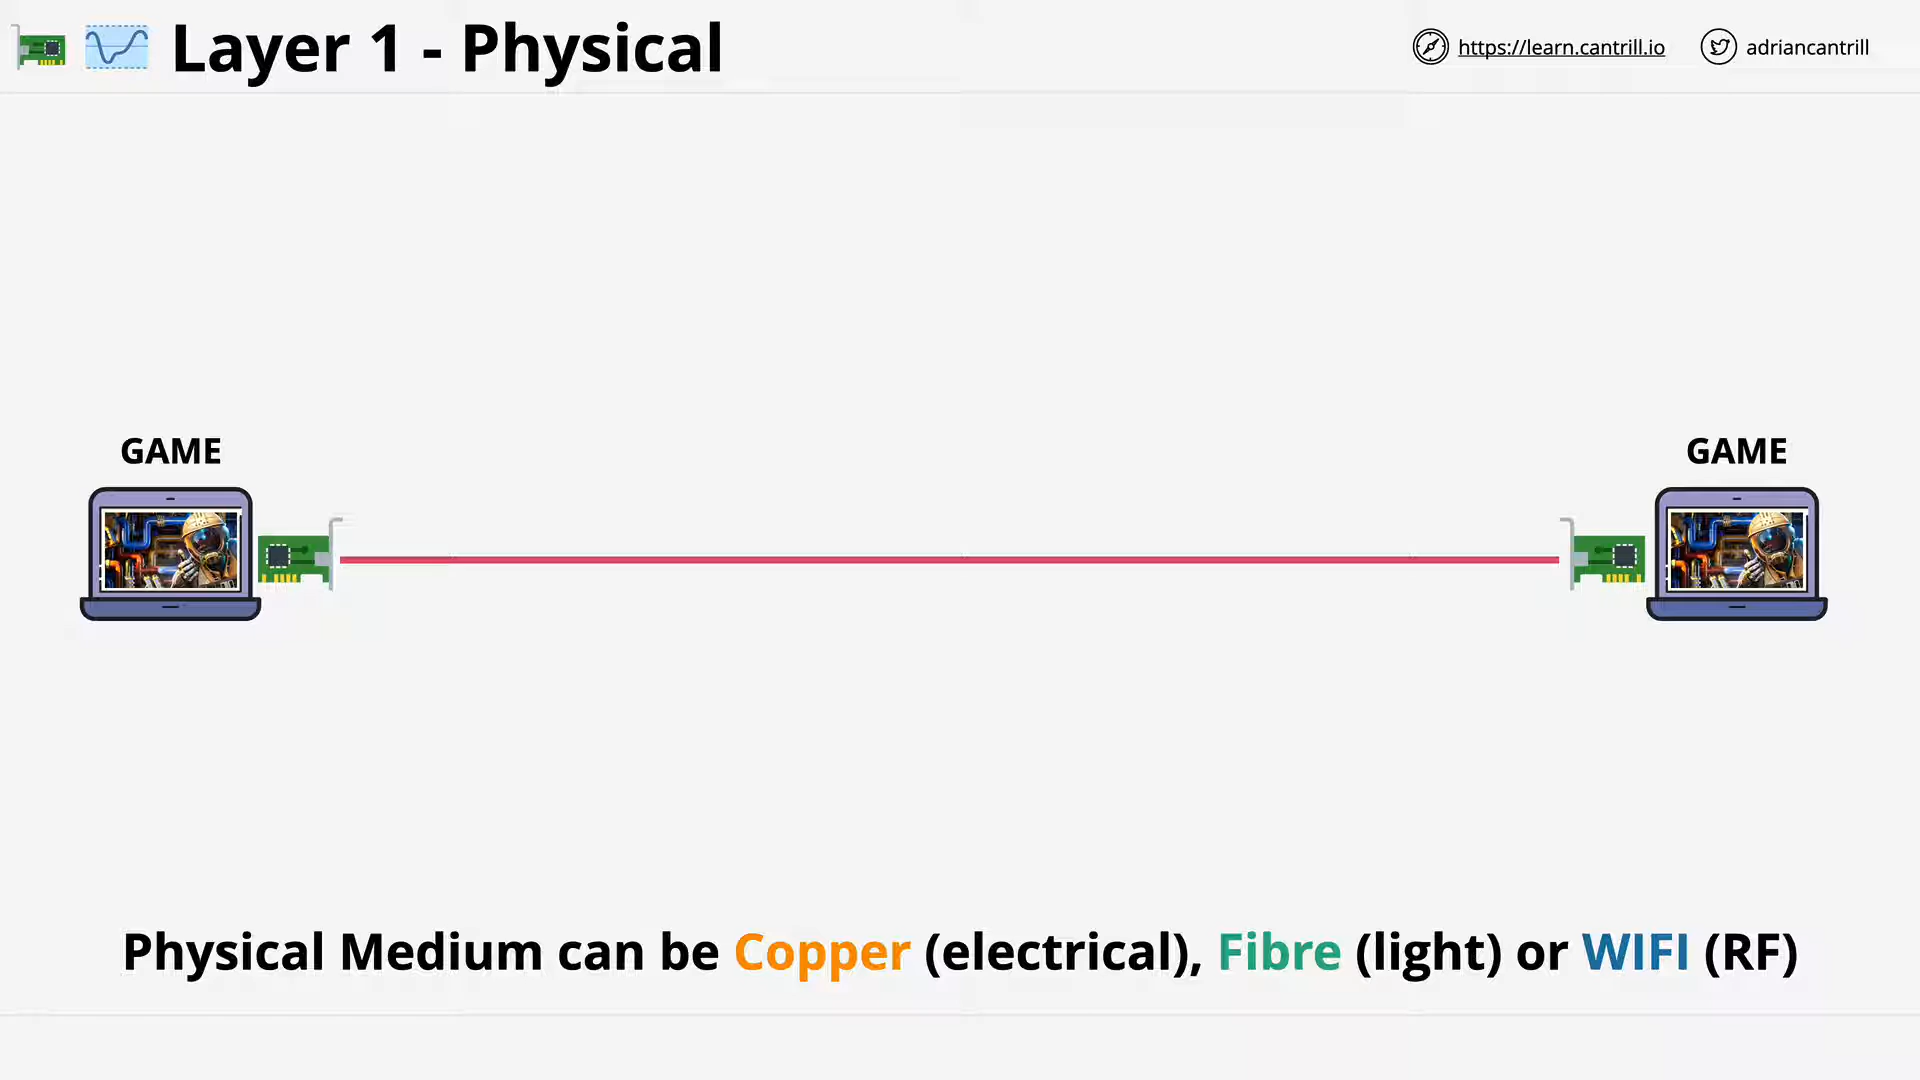 Layer 1 - Physical
https://learn.cantrill.io
adriancantrill
GAME
GAME
Physical Medium can be Copper (electrical), Fibre (light) or WIFI (RF)